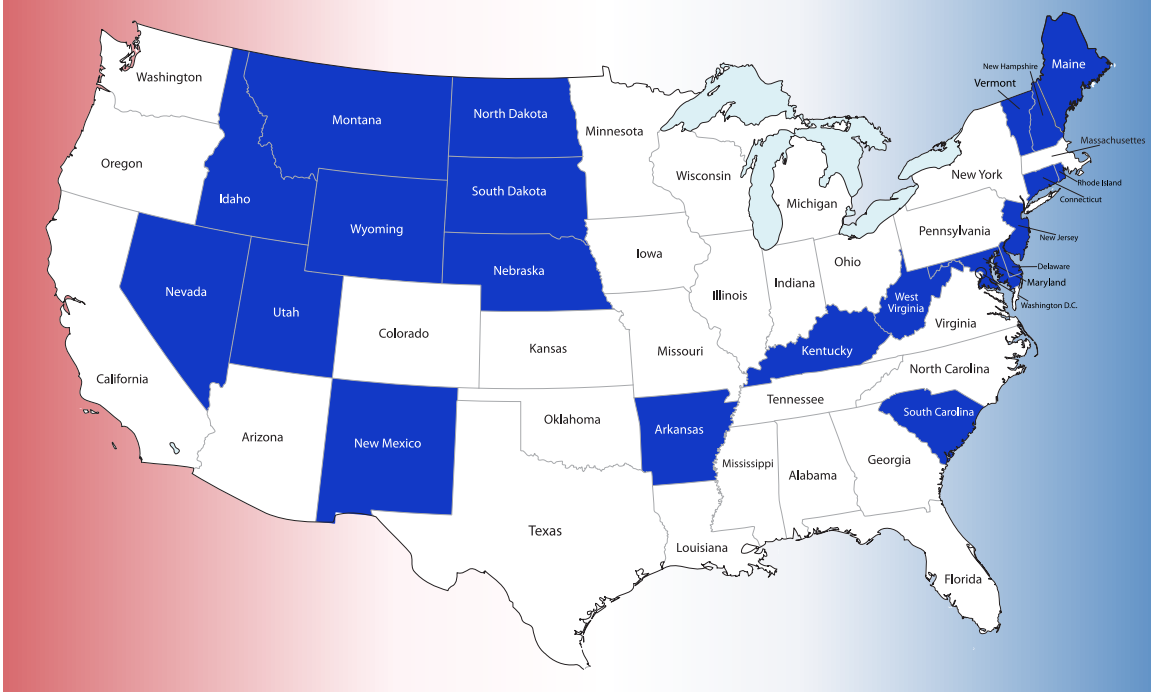 Washington
Oregon
California
Nevada
Idaho
Montana
Wyoming
Utah
Colorado
Arizona
New Mexico
North Dakota
South Dakota
Nebraska
Kansas
Oklahoma
Texas
Minnesota
Iowa
Missouri
Arkansas
Louisiana
Wisconsin
Illinois
Michigan
Indiana
Ohio
Kentucky
Tennessee
Mississippi
Alabama
Georgia
Florida
South Carolina
North Carolina
Virginia
West
Virginia
Pennsylvania
New York
Vermont
New Hampshire
Maine
Massachusettes
Rhode Island
Connecticut
New Jersey
Delaware
Maryland
Washington D.C.